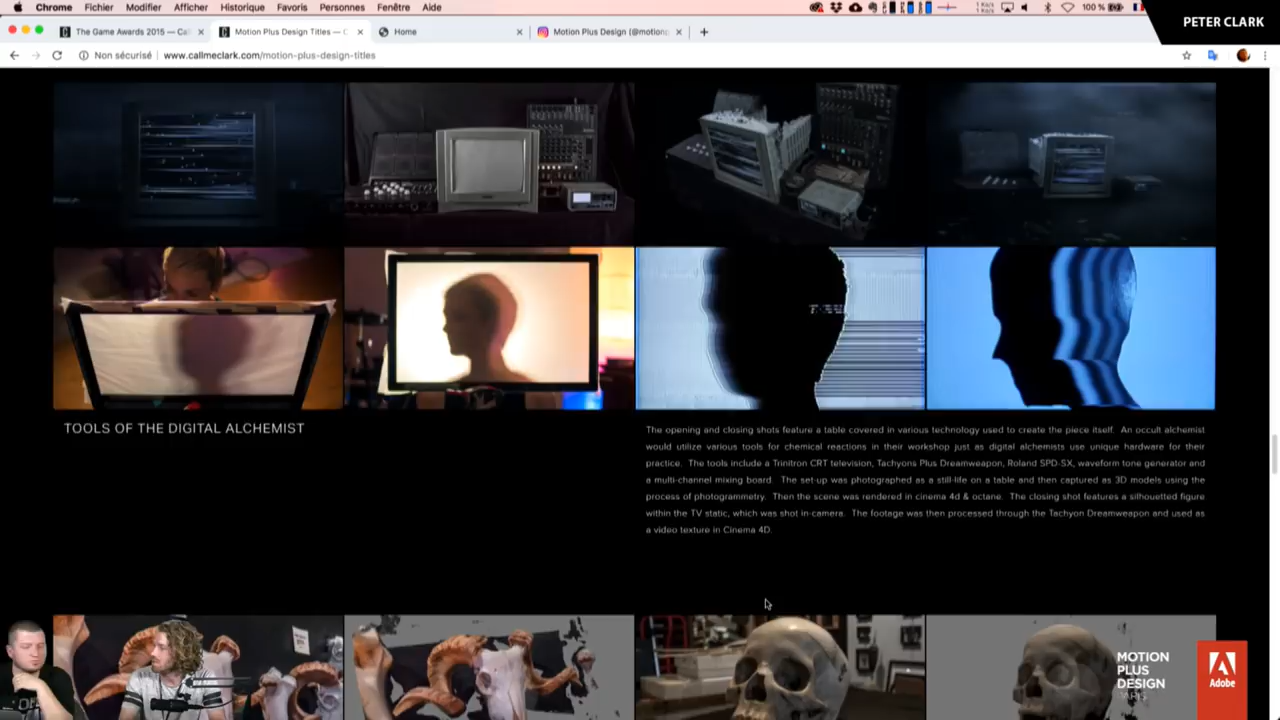 Chrome Fichier Modifier Afficher Historique Favoris Personnes Fenêtre Aide
100 %
PETER CLARK
The Game Awards 2015 — Cal
Motion Plus Design Titles — C
Home
Motion Plus Design (@motionp
Non sécurisé www.callmeclark.com/motion-plus-design-titles
TOOLS OF THE DIGITAL ALCHEMIST
The opening and closing shots feature a table covered in various technology used to create the piece itself. An occult alchemist
would utilize various tools for chemical reactions in their workshop just as digital alchemists use unique hardware for their
practice. The tools include a Trinitron CRT television, Tachyons Plus Dreamweapon, Roland SPD-SX, waveform tone generator and
a multi-channel mixing board. The set-up was photographed as a still-life on a table and then captured as 3D models using the
process of photogrammetry. Then the scene was rendered in cinema 4d & octane. The closing shot features a silhouetted figure
within the TV static, which was shot in-camera. The footage was then processed through the Tachyon Dreamweapon and used as
a video texture in Cinema 4D.
MOTION
PLUS
DESIGN
PARIS
Adobe